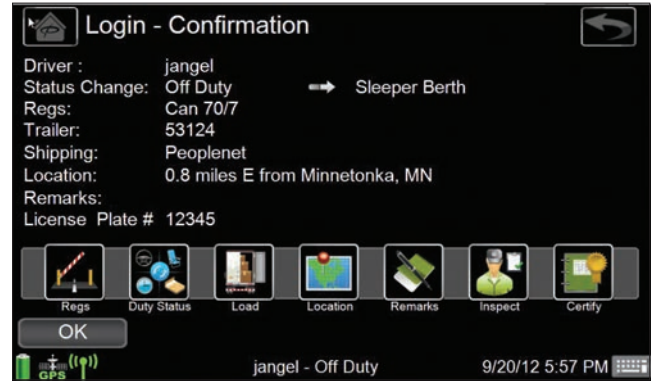 Login - Confirmation
Driver : jangel
Status Change: Off Duty Sleeper Berth
Regs: Can 70/7
Trailer: 53124
Shipping: Peoplenet
Location: 0.8 miles E from Minnetonka, MN
Remarks:
License Plate # 12345
Regs Duty Status Load Location Remarks Inspect Certify
OK
GPS jangel - Off Duty 9/20/12 5:57 PM